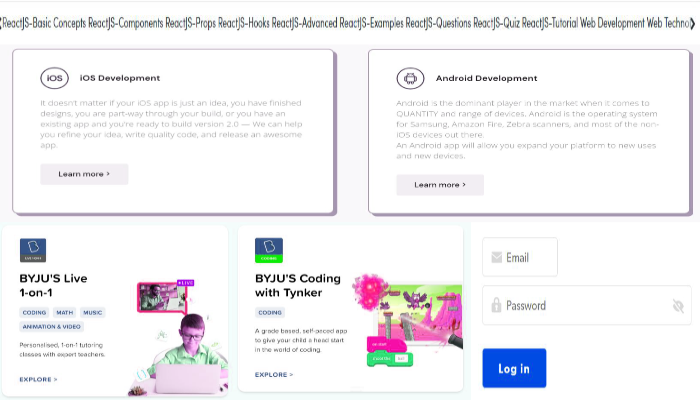 ReactJS-Basic Concepts ReactJS-Components ReactJS-Props ReactJS-Hooks ReactJS-Advanced ReactJS-Examples ReactJS-Questions ReactJS-Quiz ReactJS-Tutorial Web Development Web Techno
iOS
iOS Development
It doesn't matter if your iOS app is just an idea, you have finished
designs, you are part-way through your build, or you have an
existing app and you're ready to build version 2.0 — We can help
you refine your idea, write quality code, and release an awesome
app.
Learn more >
Android Development
Android is the dominant player in the market when it comes to
QUANTITY and range of devices. Android is the operating system
for Samsung, Amazon Fire, Zebra scanners, and most of the non-
iOS devices out there.
An Android app will allow you expand your platform to new uses
and new devices.
Learn more >
BYJU'S Live
1-on-1
CODING MATH MUSIC
ANIMATION & VIDEO
Personalised, 1-on-1 tutoring
classes with expert teachers.
EXPLORE >
LIVE
BYJU'S Coding
with Tynker
CODING
A grade based, self-paced app
to give your child a head start
in the world of coding.
EXPLORE >
Email
Password
Log in